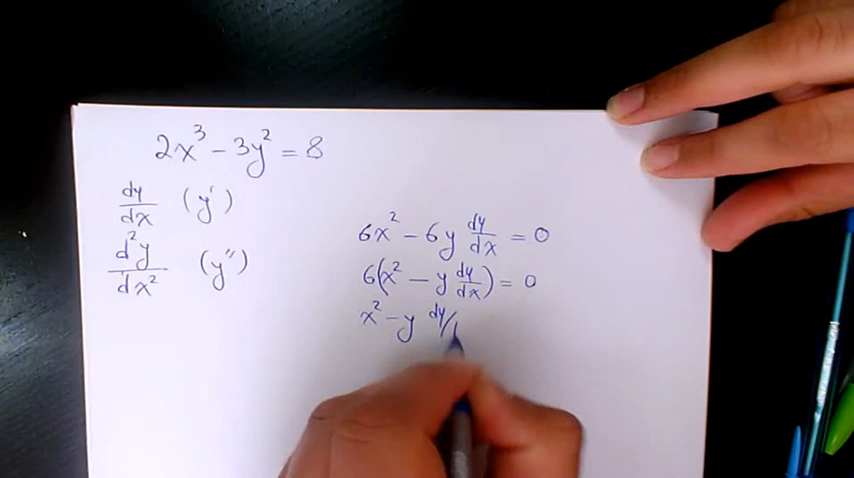 2x³ - 3y² = 8
dy/dx (y')
d²y/dx² (y'')
6x² - 6y dy/dx = 0
6(x² - y dy/dx) = 0
x² - y dy/